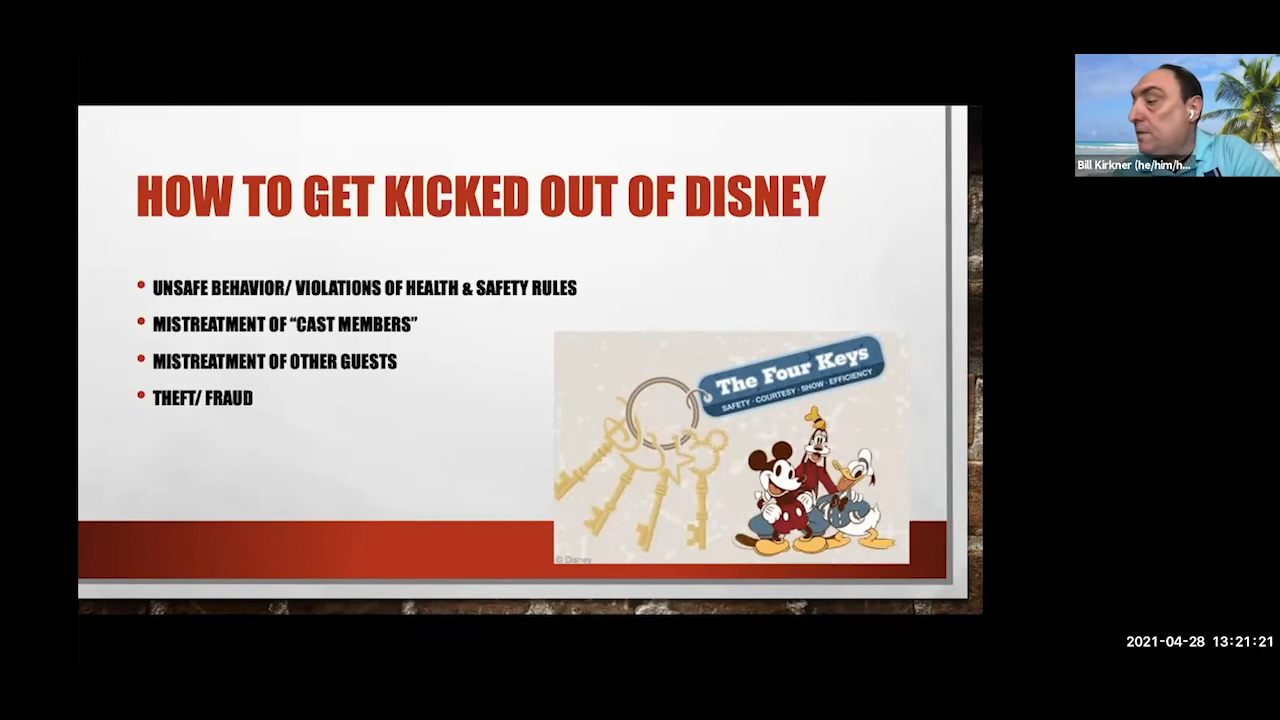 HOW TO GET KICKED OUT OF DISNEY
UNSAFE BEHAVIOR/ VIOLATIONS OF HEALTH & SAFETY RULES
MISTREATMENT OF “CAST MEMBERS”
MISTREATMENT OF OTHER GUESTS
THEFT/ FRAUD
The Four Keys
SAFETY · COURTESY · SHOW · EFFICIENCY
© Disney
Bill Kirkner (he/him/h...
2021-04-28 13:21:21